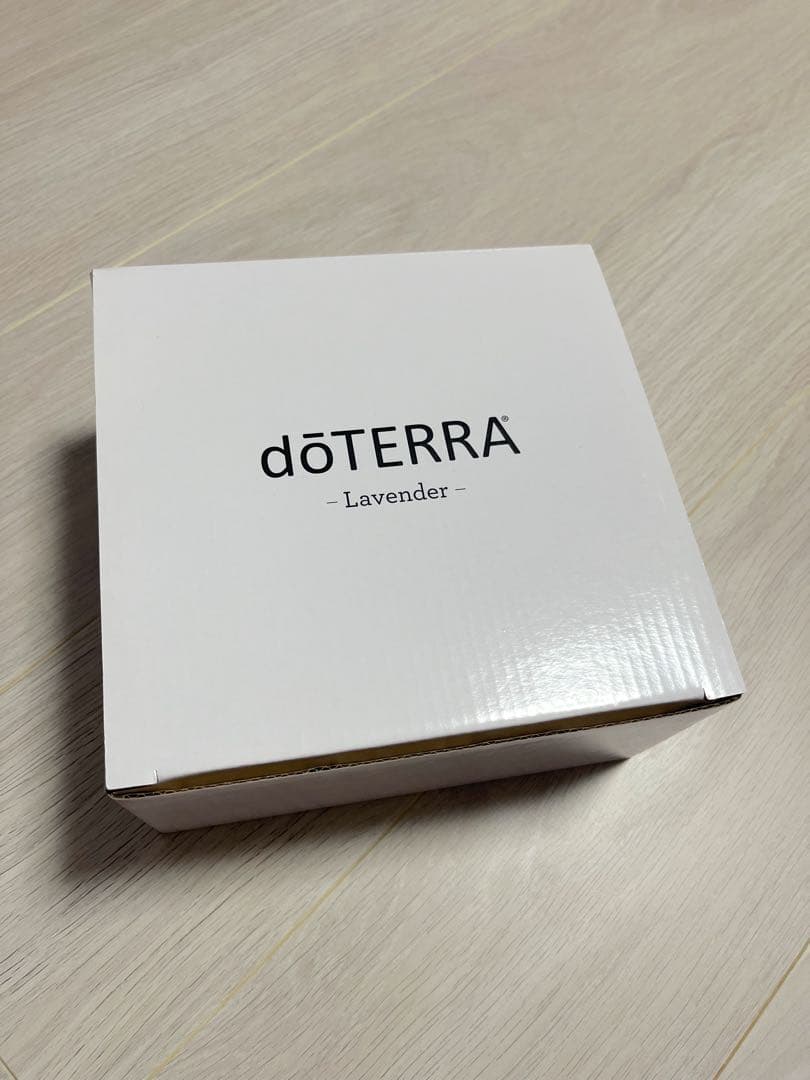 dōTERRA®
– Lavender –